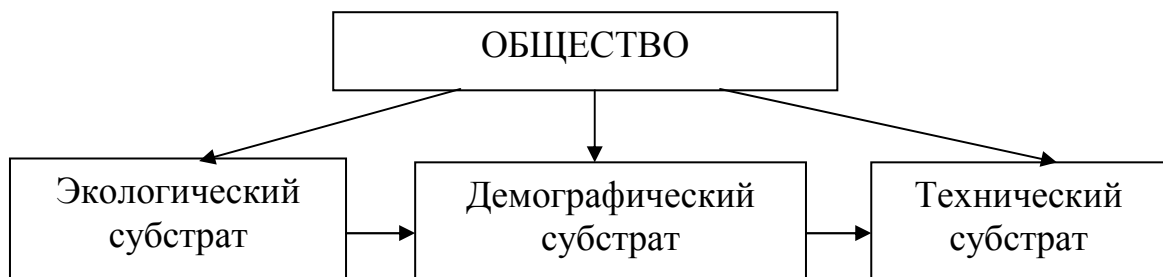 ОБЩЕСТВО
Экологический
субстрат
Демографический
субстрат
Технический
субстрат